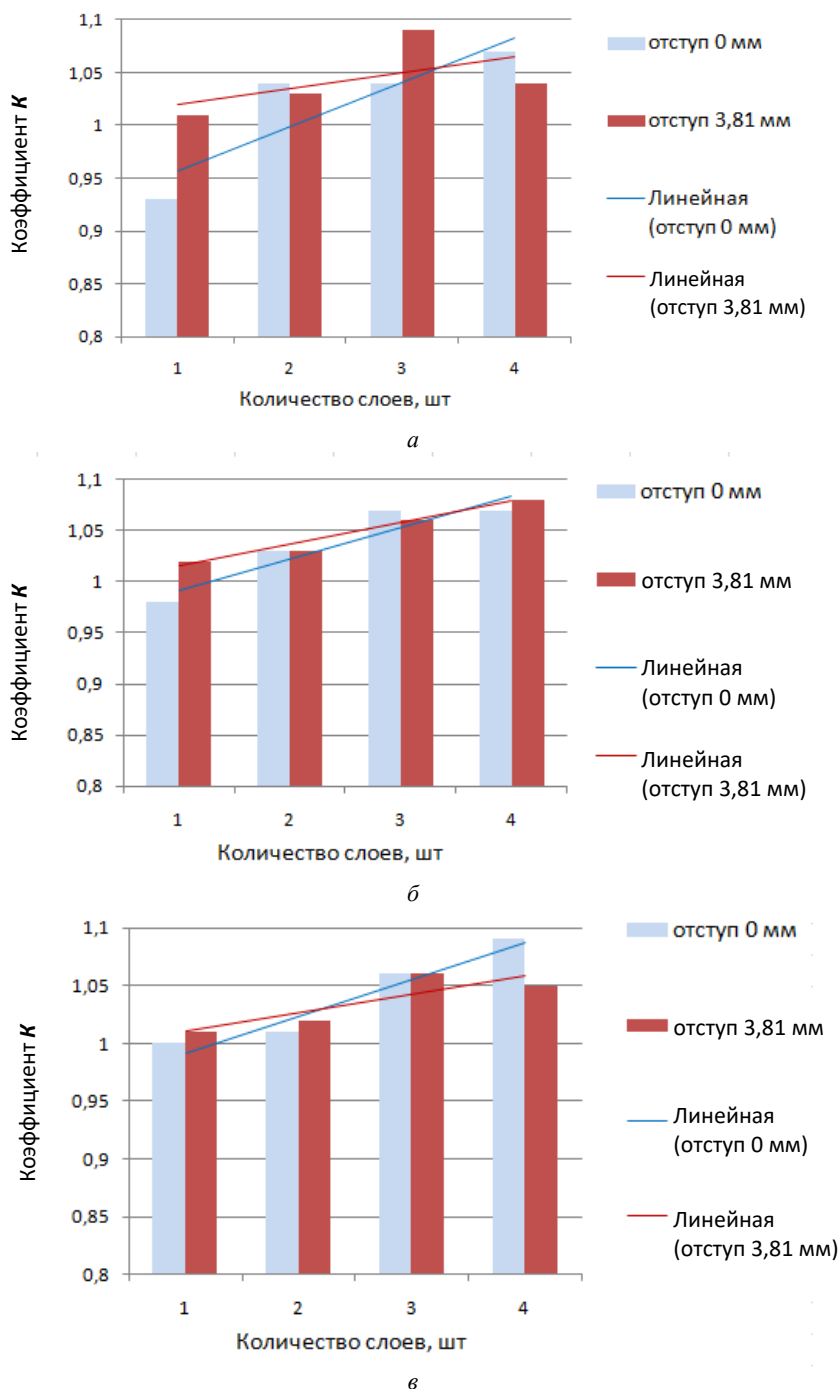 1,1
1,05
1
0,95
0,9
0,85
0,8
Коэффициент К
1 2 3 4
Количество слоев, шт
отступ 0 мм
отступ 3,81 мм
Линейная
(отступ 0 мм)
Линейная
(отступ 3,81 мм)
а
1,1
1,05
1
0,95
0,9
0,85
0,8
Коэффициент К
1 2 3 4
Количество слоев, шт
отступ 0 мм
отступ 3,81 мм
Линейная
(отступ 0 мм)
Линейная
(отступ 3,81 мм)
б
1,1
1,05
1
0,95
0,9
0,85
0,8
Коэффициент К
1 2 3 4
Количество слоев, шт
отступ 0 мм
отступ 3,81 мм
Линейная
(отступ 0 мм)
Линейная
(отступ 3,81 мм)
в